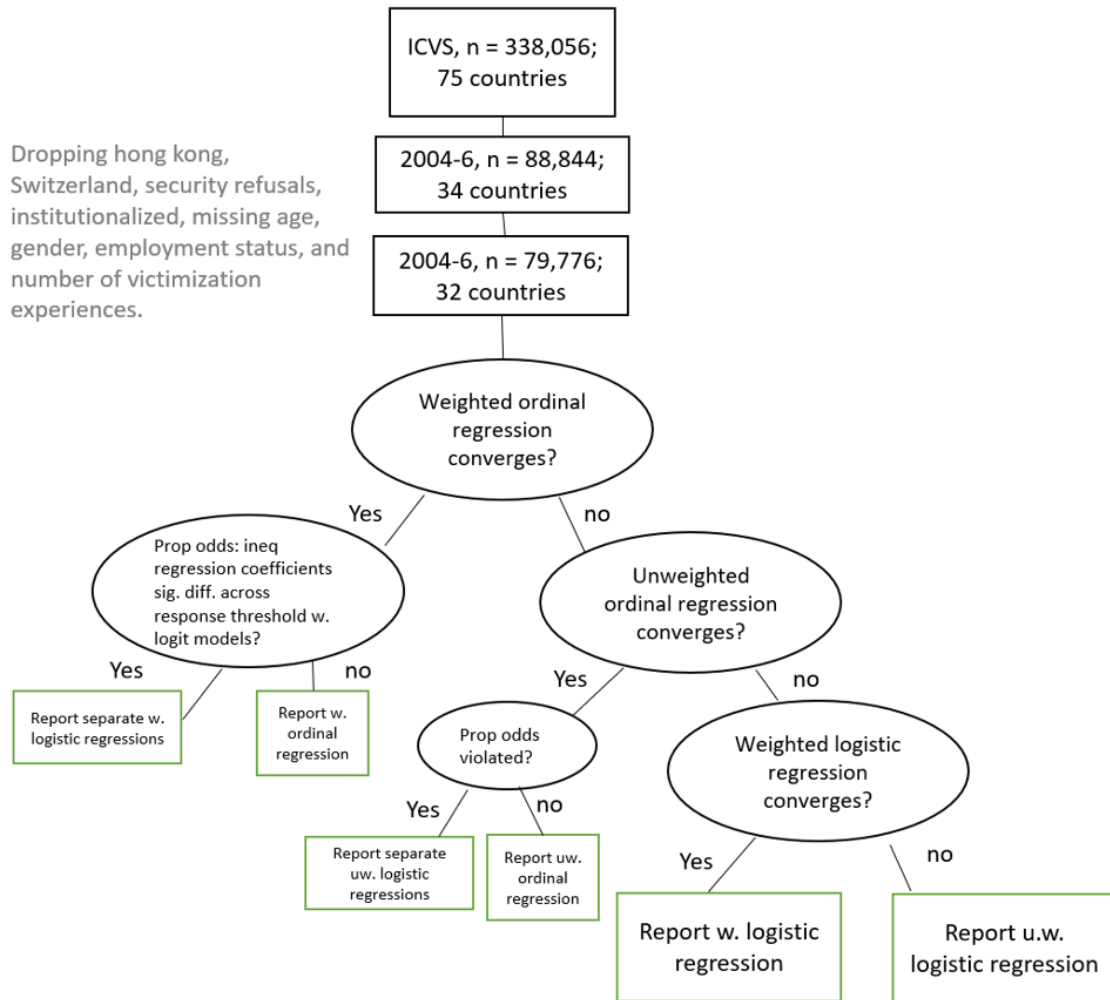 ICVS, n = 338,056;
75 countries
Dropping hong kong,
Switzerland, security refusals,
institutionalized, missing age,
gender, employment status, and
number of victimization
experiences.
2004-6, n = 88,844;
34 countries
2004-6, n = 79,776;
32 countries
Weighted ordinal
regression
converges?
Yes
no
Prop odds: ineq
regression coefficients
sig. diff. across
response threshold w.
logit models?
Unweighted
ordinal regression
converges?
Yes
no
Yes
no
Report separate w.
logistic regressions
Report w.
ordinal
regression
Prop odds
violated?
Weighted logistic
regression
converges?
Yes
no
Yes
no
Report separate
uw. logistic
regressions
Report uw.
ordinal
regression
Report w. logistic
regression
Report u.w.
logistic regression